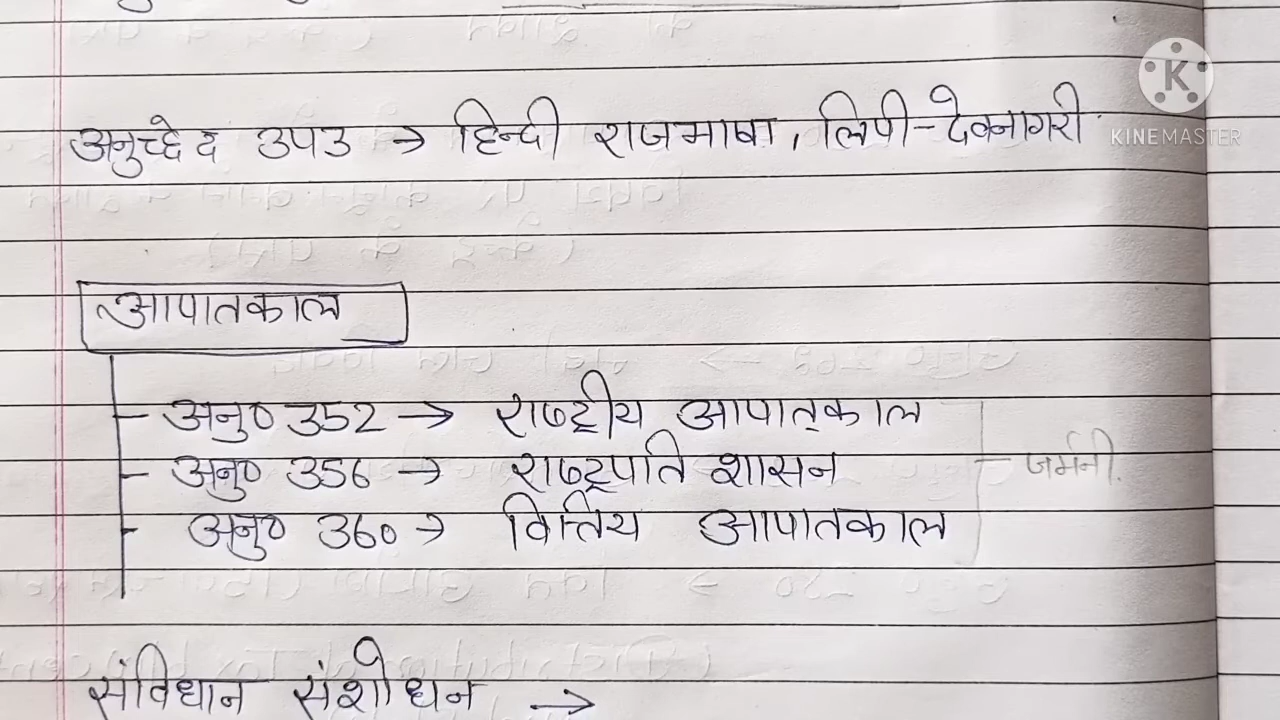 अनुच्छेद 343 → हिन्दी राजभाषा, लिपी-देवनागरी
KINEMASTER
आपातकाल
अनु० 352 → राष्ट्रीय आपात्काल
अनु० 356 → राष्ट्रपति शासन
जर्मनी.
अनु० 360 → वित्तिय आपातकाल
संविधान संशोधन →